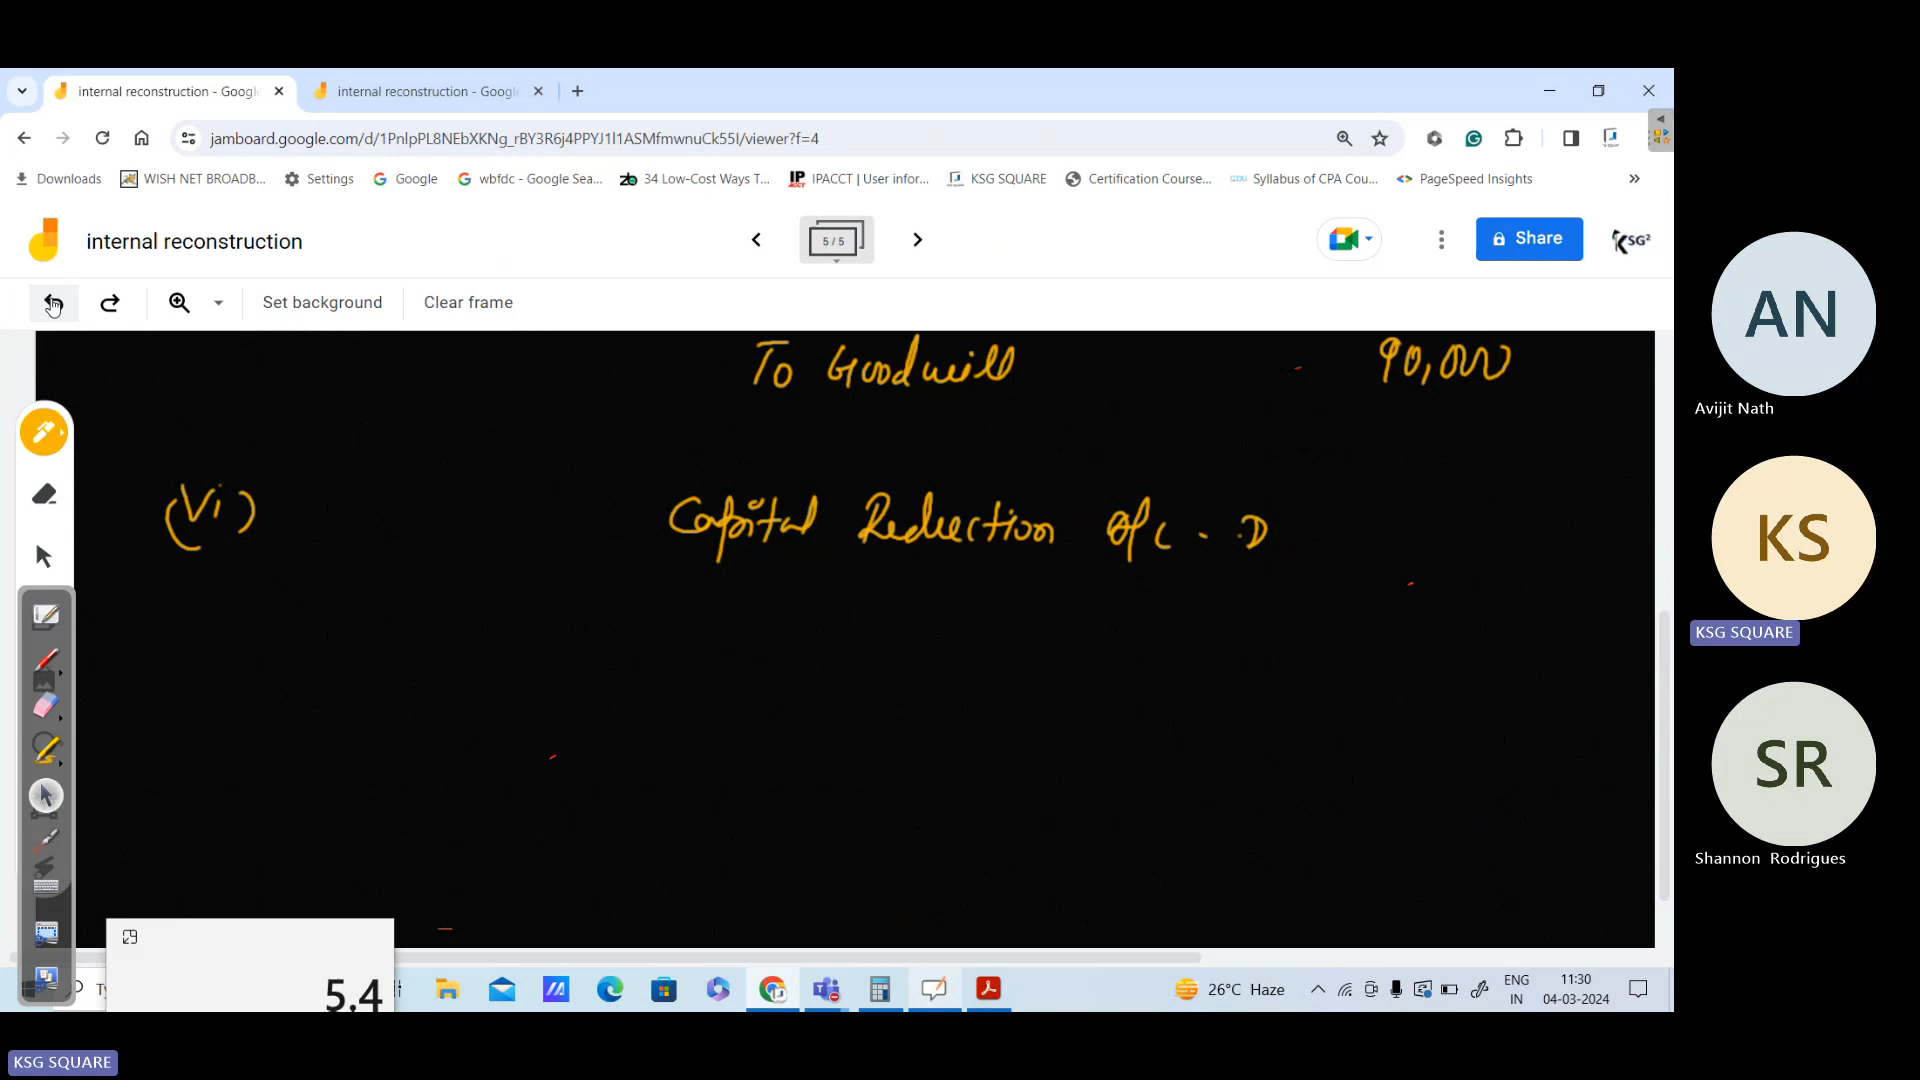 internal reconstruction - Google
internal reconstruction - Googl
jamboard.google.com/d/1PnlpPL8NEbXKNg_rBY3R6j4PPYJ1l1ASMfmwnuCk55I/viewer?f=4
Downloads WISH NET BROADB... Settings Google wbfdc - Google Sea... 34 Low-Cost Ways T... IPACCT | User infor... KSG SQUARE Certification Course... Syllabus of CPA Cou... PageSpeed Insights
internal reconstruction
5 / 5
Share
KSG²
Set background
Clear frame
To Goodwill 90,000
(Vi) Capital Reduction A/c . D
5.4
26°C Haze
ENG
IN
11:30
04-03-2024
AN
Avijit Nath
KS
KSG SQUARE
SR
Shannon Rodrigues
KSG SQUARE